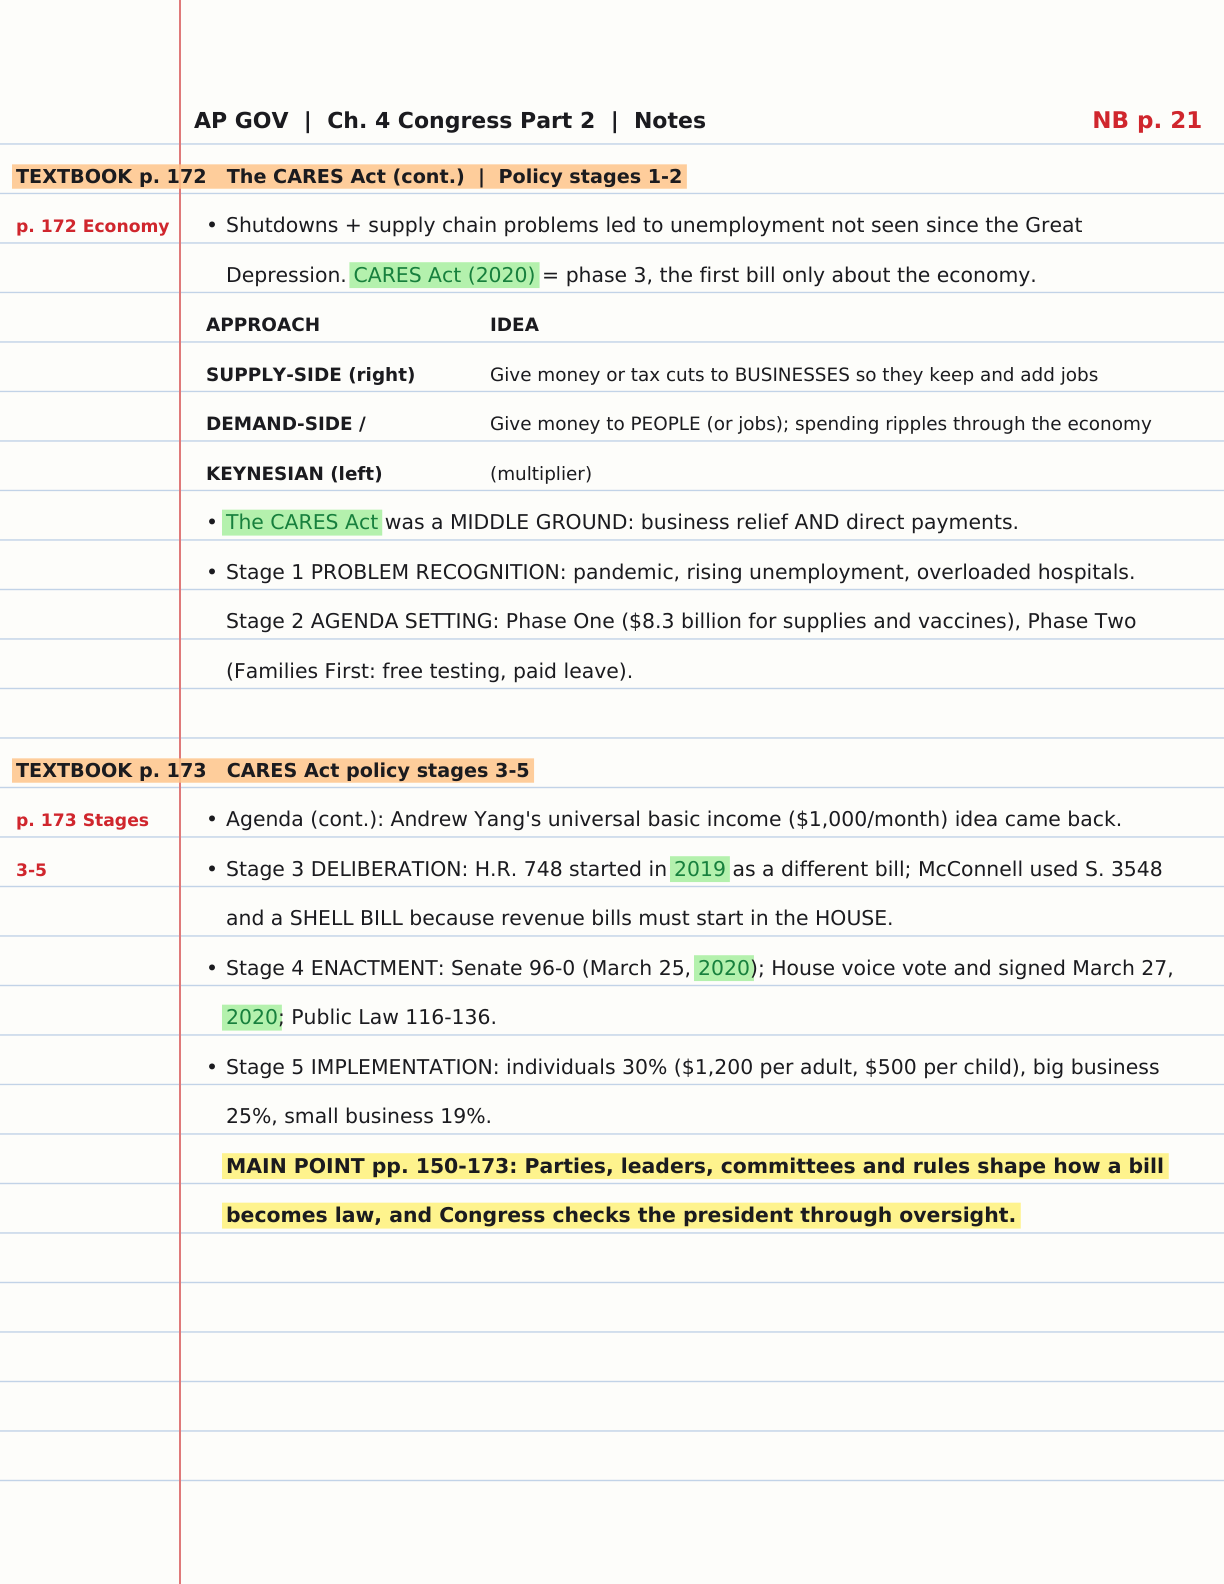 AP GOV | Ch. 4 Congress Part 2 | Notes NB p. 21
TEXTBOOK p. 172 The CARES Act (cont.) | Policy stages 1-2
p. 172 Economy • Shutdowns + supply chain problems led to unemployment not seen since the Great
Depression. CARES Act (2020) = phase 3, the first bill only about the economy.
APPROACH IDEA
SUPPLY-SIDE (right) Give money or tax cuts to BUSINESSES so they keep and add jobs
DEMAND-SIDE / Give money to PEOPLE (or jobs); spending ripples through the economy
KEYNESIAN (left) (multiplier)
• The CARES Act was a MIDDLE GROUND: business relief AND direct payments.
• Stage 1 PROBLEM RECOGNITION: pandemic, rising unemployment, overloaded hospitals.
Stage 2 AGENDA SETTING: Phase One ($8.3 billion for supplies and vaccines), Phase Two
(Families First: free testing, paid leave).
TEXTBOOK p. 173 CARES Act policy stages 3-5
p. 173 Stages • Agenda (cont.): Andrew Yang's universal basic income ($1,000/month) idea came back.
3-5 • Stage 3 DELIBERATION: H.R. 748 started in 2019 as a different bill; McConnell used S. 3548
and a SHELL BILL because revenue bills must start in the HOUSE.
• Stage 4 ENACTMENT: Senate 96-0 (March 25, 2020); House voice vote and signed March 27,
2020; Public Law 116-136.
• Stage 5 IMPLEMENTATION: individuals 30% ($1,200 per adult, $500 per child), big business
25%, small business 19%.
MAIN POINT pp. 150-173: Parties, leaders, committees and rules shape how a bill
becomes law, and Congress checks the president through oversight.